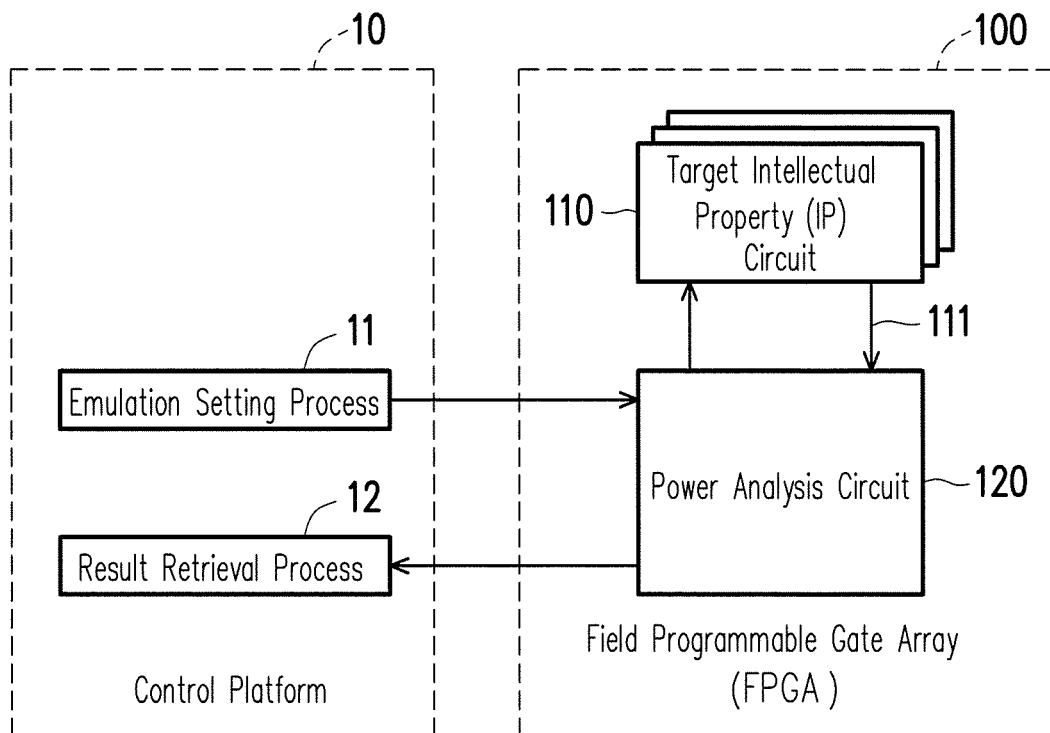 10
100
Target Intellectual
Property (IP)
Circuit
110
111
11
Emulation Setting Process
Power Analysis Circuit
120
12
Result Retrieval Process
Control Platform
Field Programmable Gate Array
(FPGA)